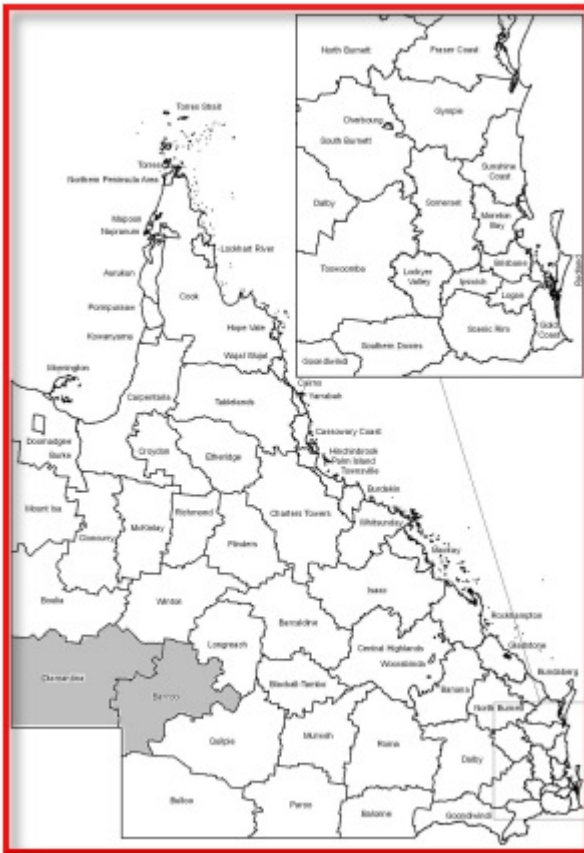 North Burnett
Fraser Coast
Gympie
Cherbourg
South Burnett
Sunshine Coast
Dalby
Somerset
Moreton Bay
Brisbane
Redland
Toowoomba
Lockyer Valley
Ipswich
Logan
Scenic Rim
Gold Coast
Southern Downs
Goondiwindi
Torres Strait
Torres
Northern Peninsula Area
Mapoon
Napranum
Lockhart River
Aurukun
Cook
Pormpuraaw
Kowanyama
Hope Vale
Wujal Wujal
Mornington
Cairns
Yarrabah
Carpentaria
Tablelands
Cassowary Coast
Doomadgee
Burke
Croydon
Etheridge
Hinchinbrook
Palm Island
Townsville
Burdekin
Mount Isa
Cloncurry
McKinlay
Richmond
Flinders
Charters Towers
Whitsunday
Mackay
Boulia
Winton
Isaac
Barcaldine
Rockhampton
Longreach
Central Highlands
Woorabinda
Gladstone
Diamantina
Barcoo
Blackall-Tambo
Banana
North Burnett
Bundaberg
Quilpie
Murweh
Roma
Dalby
Bulloo
Paroo
Balonne
Goondiwindi